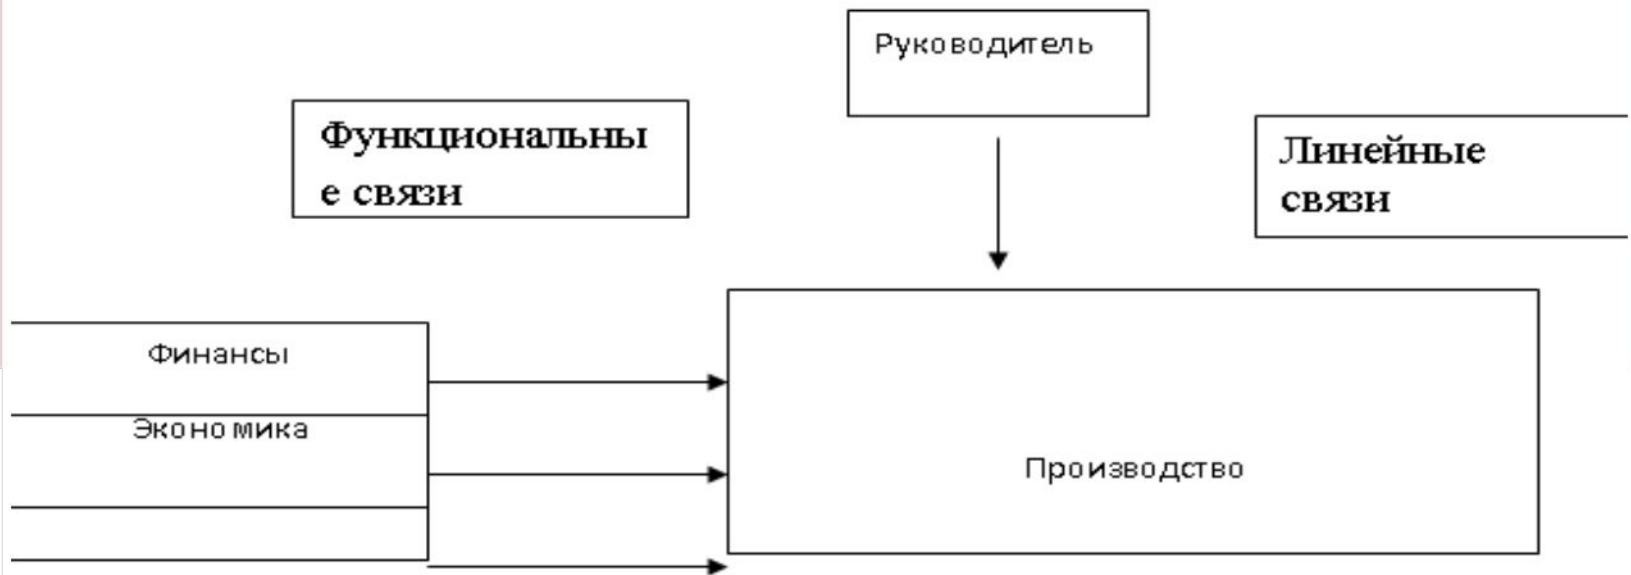 Руководитель
Функциональны
е связи
Линейные
связи
Финансы
Экономика
Производство